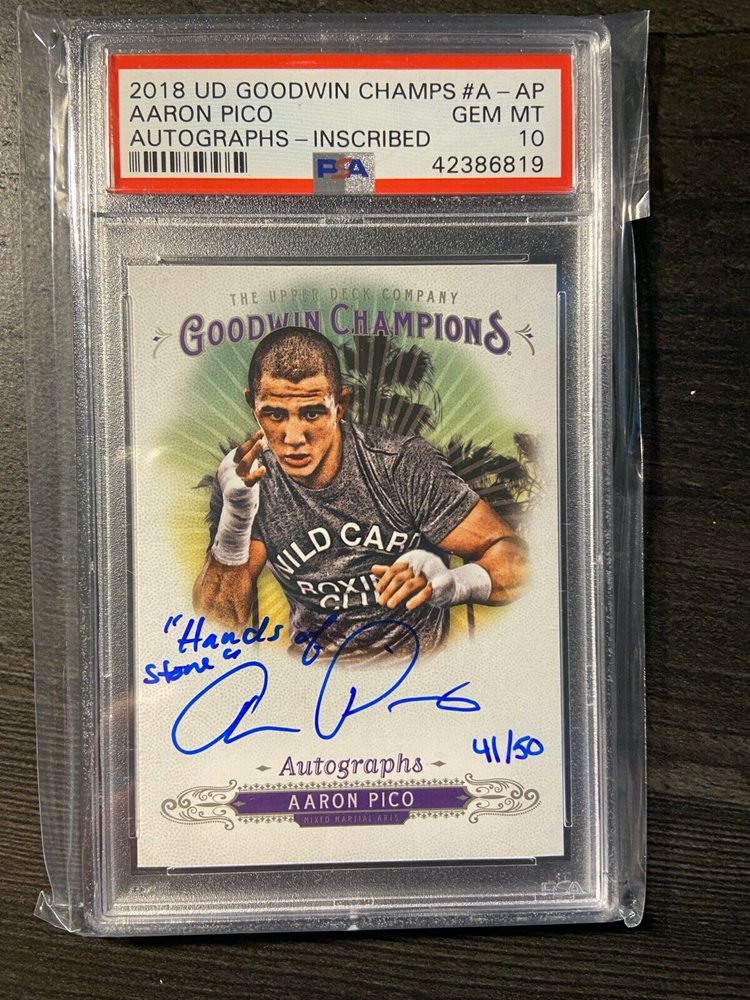 2018 UD GOODWIN CHAMPS #A-AP
AARON PICO GEM MT
AUTOGRAPHS-INSCRIBED 10
PSA 42386819
THE UPPER DECK COMPANY
GOODWIN CHAMPIONS
WILD CARD
BOXING
CLUB
"Hands of
Stone"
41/50
Autographs
AARON PICO
MIXED MARTIAL ARTS
PSA